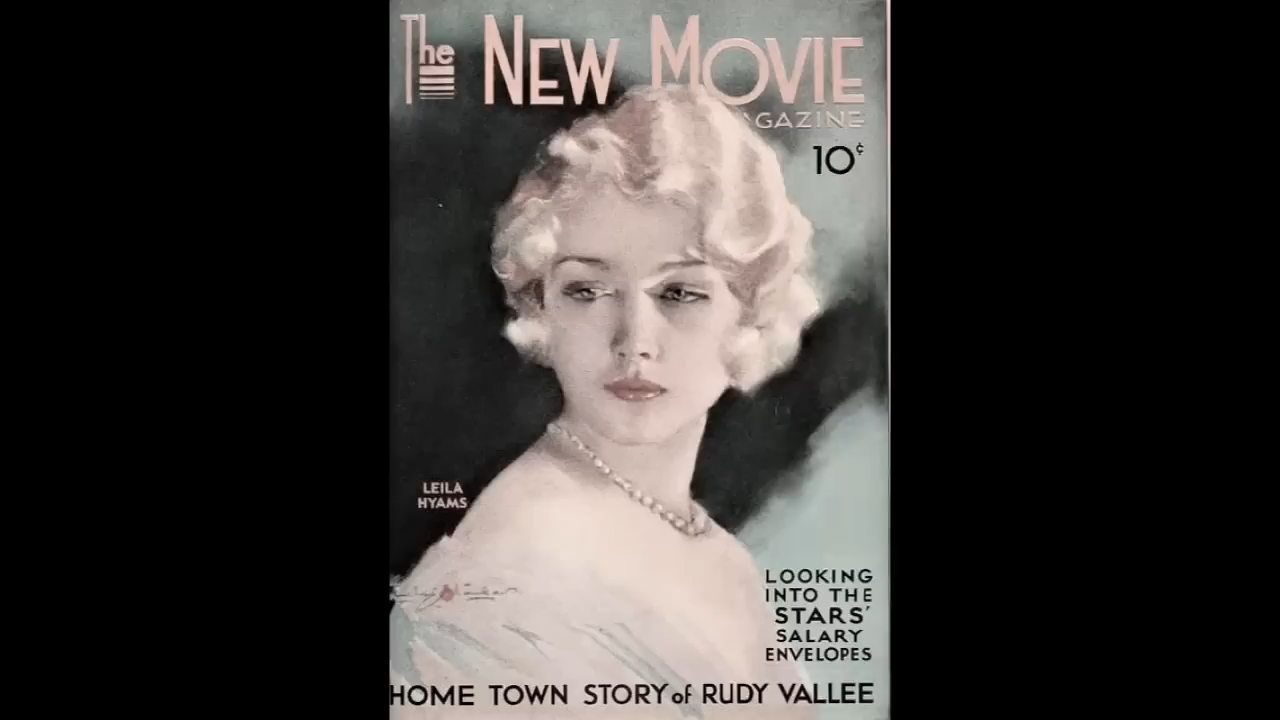 The NEW MOVIE
MAGAZINE
10¢
LEILA
HYAMS
LOOKING
INTO THE
STARS'
SALARY
ENVELOPES
HOME TOWN STORY of RUDY VALLEE